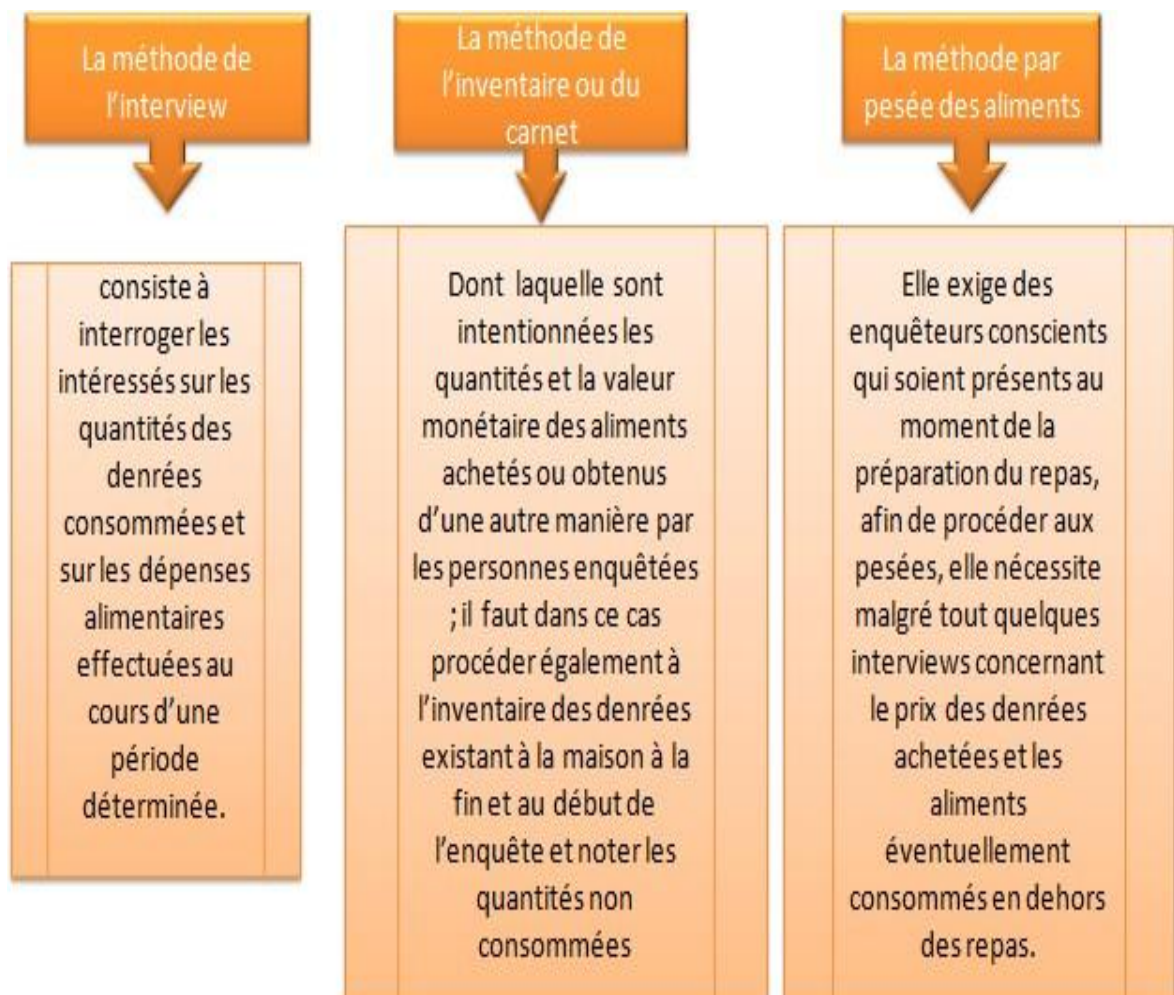 La méthode de
l'interview
consiste à
interroger les
intéressés sur les
quantités des
denrées
consommées et
sur les dépenses
alimentaires
effectuées au
cours d'une
période
déterminée.
La méthode de
l'inventaire ou du
carnet
Dont laquelle sont
intentionnées les
quantités et la valeur
monétaire des aliments
achetés ou obtenus
d'une autre manière par
les personnes enquêtées
; il faut dans ce cas
procéder également à
l'inventaire des denrées
existant à la maison à la
fin et au début de
l'enquête et noter les
quantités non
consommées
La méthode par
pesée des aliments
Elle exige des
enquêteurs conscients
qui soient présents au
moment de la
préparation du repas,
afin de procéder aux
pesées, elle nécessite
malgré tout quelques
interviews concernant
le prix des denrées
achetées et les
aliments
éventuellement
consommés en dehors
des repas.